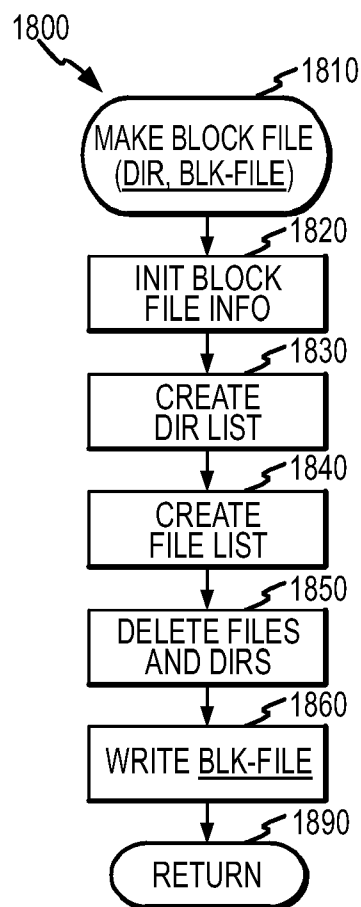 1800
1810
MAKE BLOCK FILE
(DIR, BLK-FILE)
1820
INIT BLOCK
FILE INFO
1830
CREATE
DIR LIST
1840
CREATE
FILE LIST
1850
DELETE FILES
AND DIRS
1860
WRITE BLK-FILE
1890
RETURN